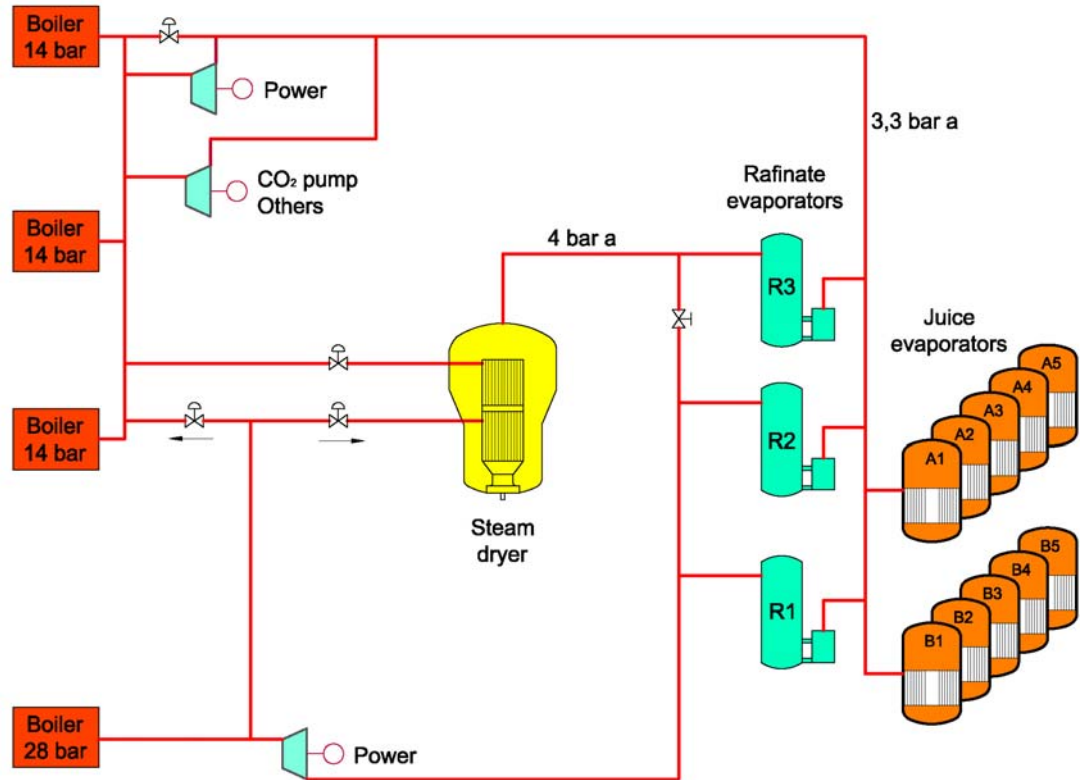 Boiler
14 bar
Power
CO₂ pump
Others
3,3 bar a
Rafinate
evaporators
Boiler
14 bar
4 bar a
R3
Juice
evaporators
A5
A4
A3
A2
A1
R2
Boiler
14 bar
Steam
dryer
B5
B4
B3
B2
B1
R1
Boiler
28 bar
Power